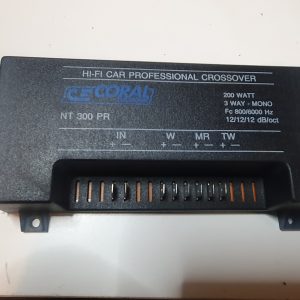 HI-FI CAR PROFESSIONAL CROSSOVER
CORAL
NT 300 PR
200 WATT
3 WAY - MONO
Fc 800/6000 Hz
12/12/12 dB/oct
IN W MR TW
+ - + - + - + -